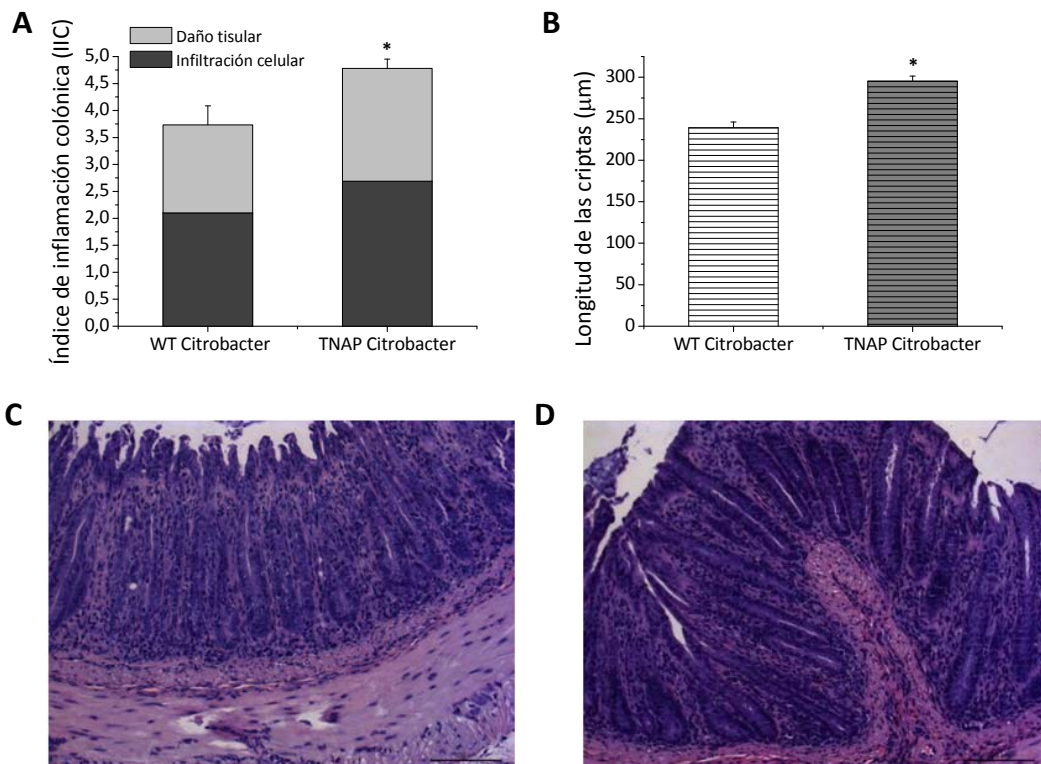 A
Daño tisular
Infiltración celular
*
Índice de inflamación colónica (IIC)
5,0
4,5
4,0
3,5
3,0
2,5
2,0
1,5
1,0
0,5
0,0
WT Citrobacter
TNAP Citrobacter
B
*
Longitud de las criptas (µm)
300
250
200
150
100
50
0
WT Citrobacter
TNAP Citrobacter
C
D